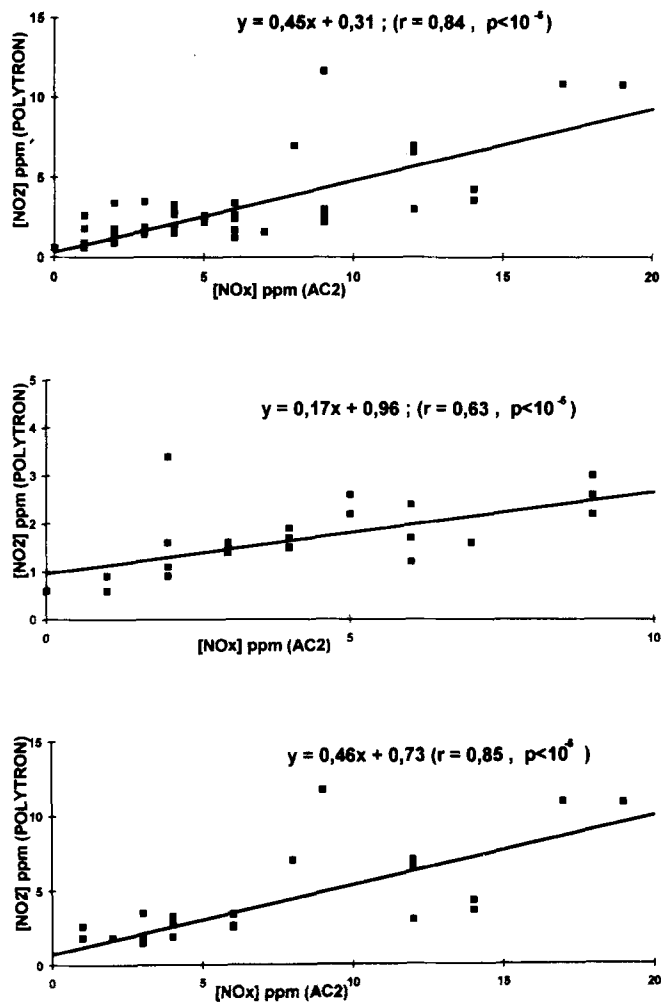 y = 0,45x + 0,31 ; (r = 0,84 , p<10⁻⁵)
15
10
5
0
[NO2] ppm (POLYTRON)
0 5 10 15 20
[NOx] ppm (AC2)
y = 0,17x + 0,96 ; (r = 0,63 , p<10⁻⁵)
5
4
3
2
1
0
[NO2] ppm (POLYTRON)
0 5 10
[NOx] ppm (AC2)
y = 0,46x + 0,73 (r = 0,85 , p<10⁻⁵)
15
10
5
0
[NO2] ppm (POLYTRON)
0 5 10 15 20
[NOx] ppm (AC2)